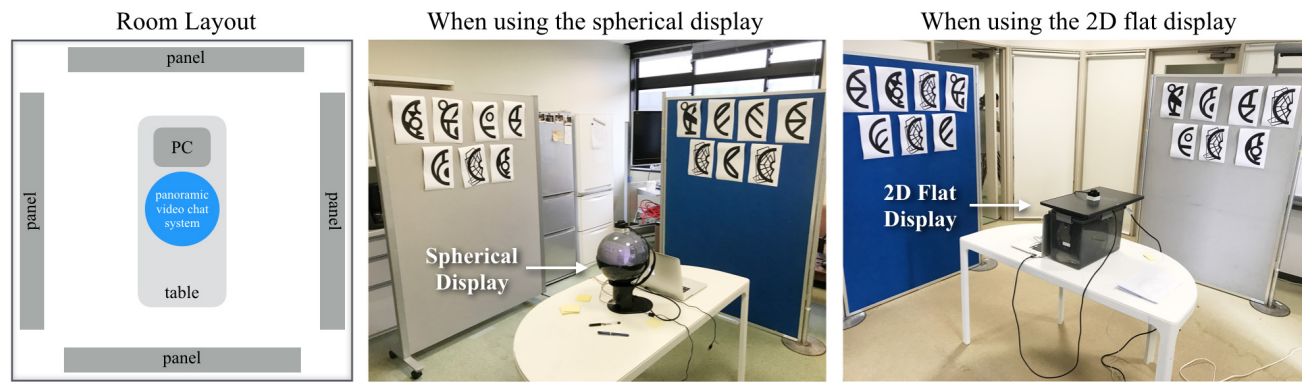 Room Layout
When using the spherical display
When using the 2D flat display
panel
panel
PC
panoramic
video chat
system
table
panel
panel
Spherical
Display
2D Flat
Display